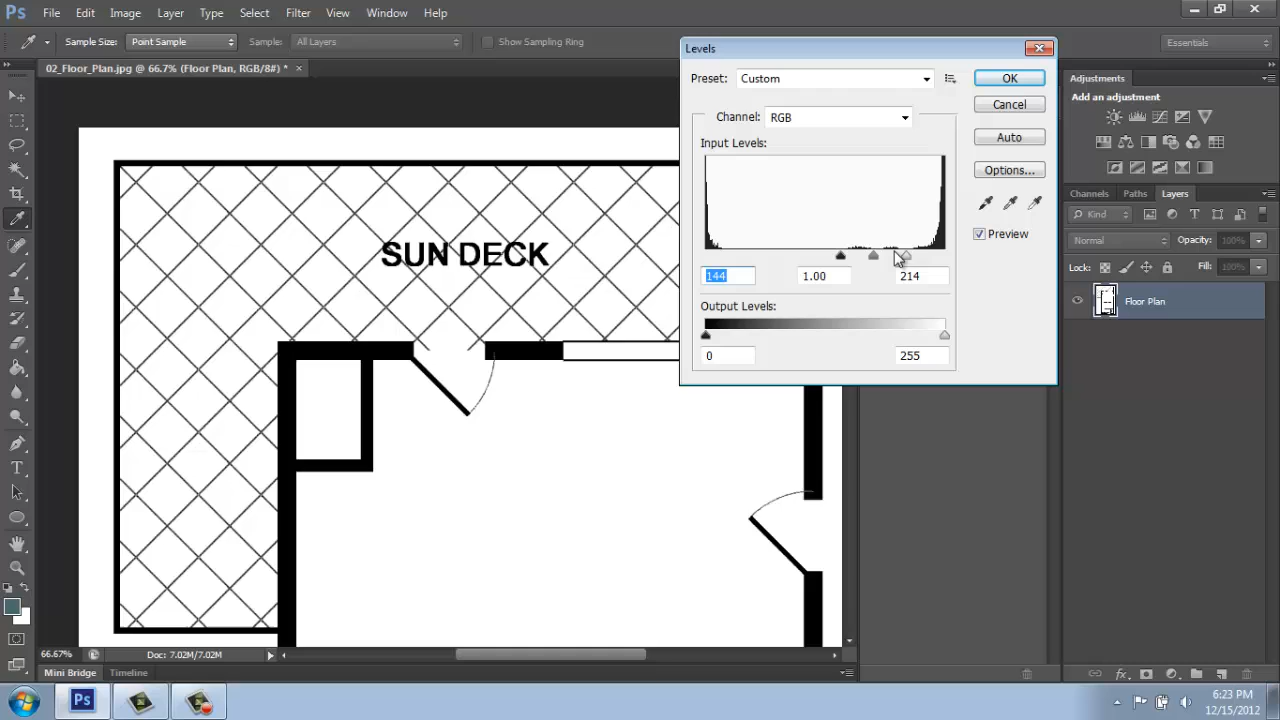 Ps File Edit Image Layer Type Select Filter View Window Help
Sample Size: Point Sample Sample: All Layers Show Sampling Ring Essentials
02_Floor_Plan.jpg @ 66.7% (Floor Plan, RGB/8#) * ×
SUN DECK
Levels
Preset: Custom
OK
Channel: RGB
Cancel
Input Levels:
Auto
Options...
Preview
144 1.00 214
Output Levels:
0 255
Adjustments
Add an adjustment
Channels Paths Layers
Kind
Normal Opacity: 100%
Lock: Fill: 100%
Floor Plan
66.67% Doc: 7.02M/7.02M
Mini Bridge Timeline
Ps
6:23 PM
12/15/2012